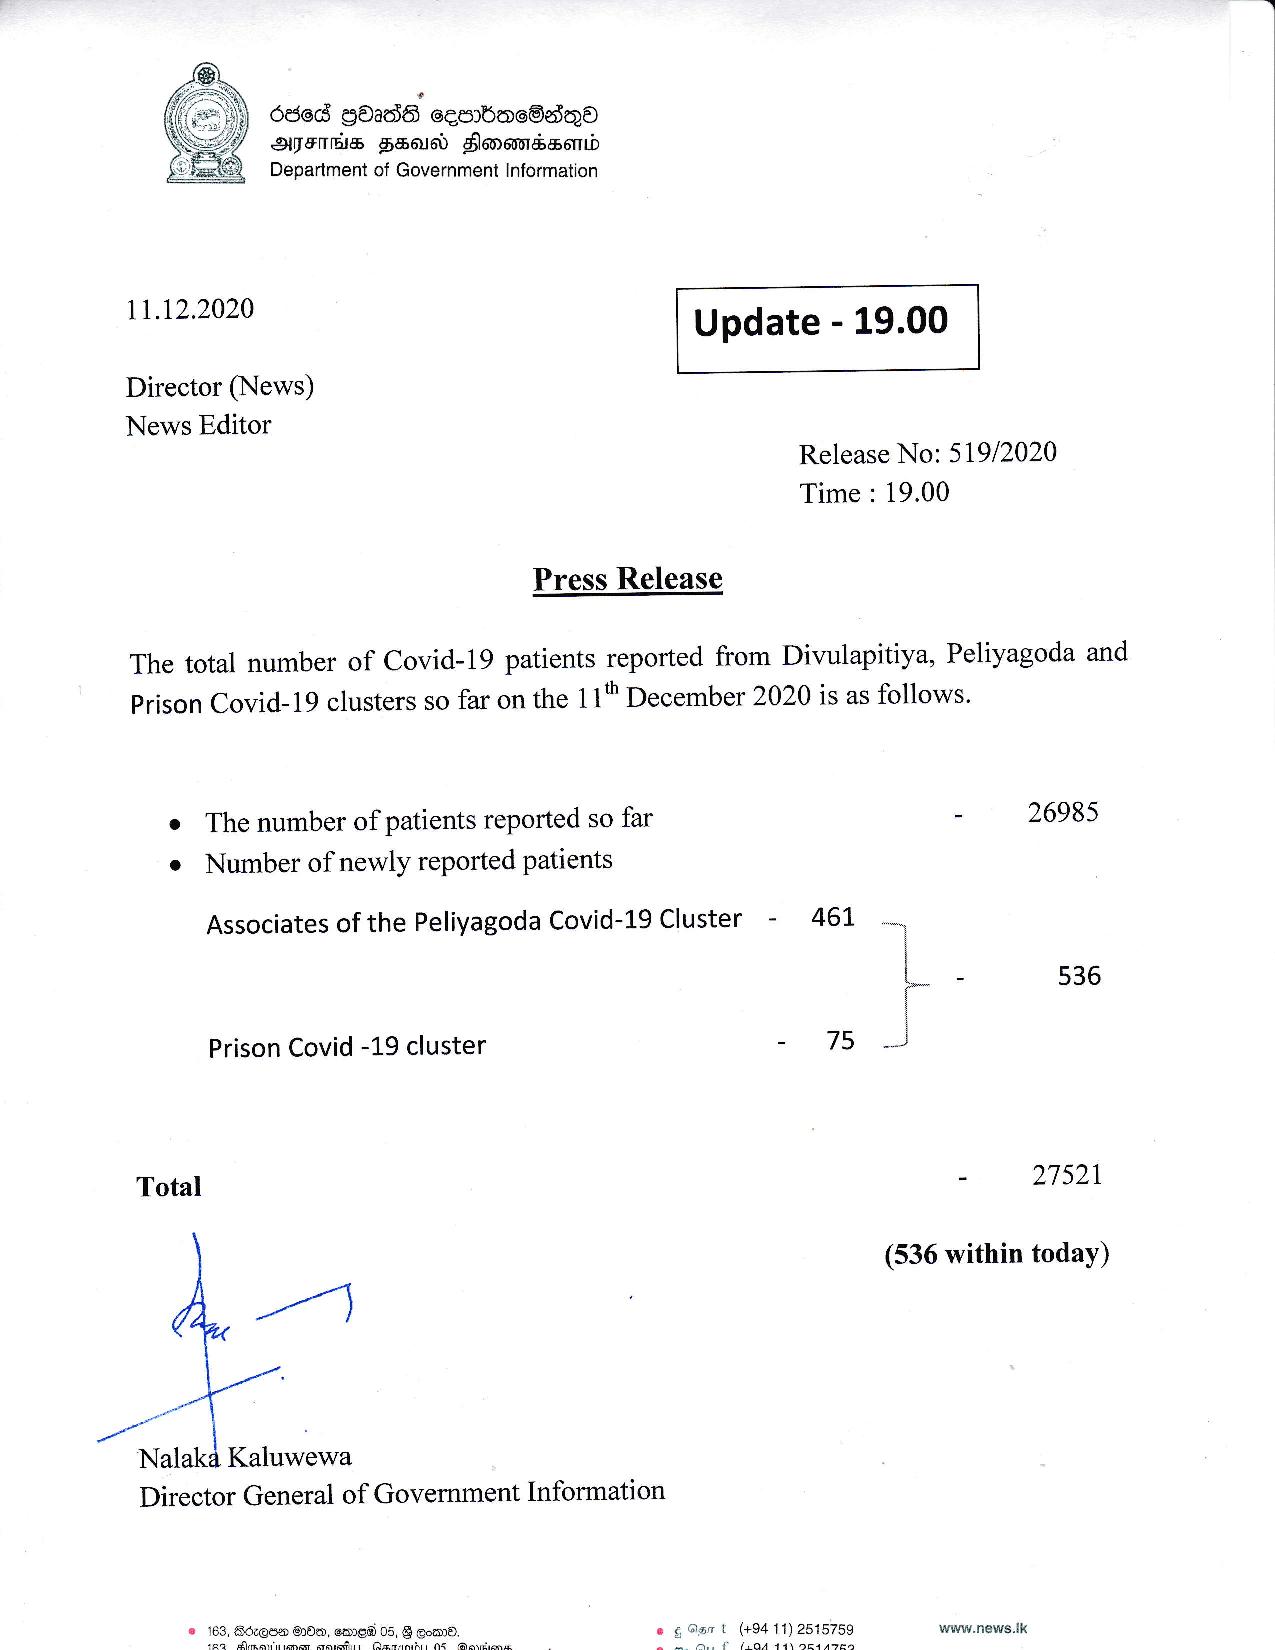 රජයේ ප්‍රවෘත්ති දෙපාර්තමේන්තුව
அரசாங்க தகவல் திணைக்களம்
Department of Government Information
11.12.2020
Update - 19.00
Director (News)
News Editor
Release No: 519/2020
Time : 19.00
Press Release
The total number of Covid-19 patients reported from Divulapitiya, Peliyagoda and
Prison Covid-19 clusters so far on the 11th December 2020 is as follows.
• The number of patients reported so far - 26985
• Number of newly reported patients
Associates of the Peliyagoda Covid-19 Cluster - 461
- 536
Prison Covid -19 cluster - 75
Total - 27521
(536 within today)
Nalaka Kaluwewa
Director General of Government Information
• 163, කිරුළපන මාවත, කොළඹ 05, ශ්‍රී ලංකාව. • (+94 11) 2515759 www.news.lk
(+94 11) 2514753